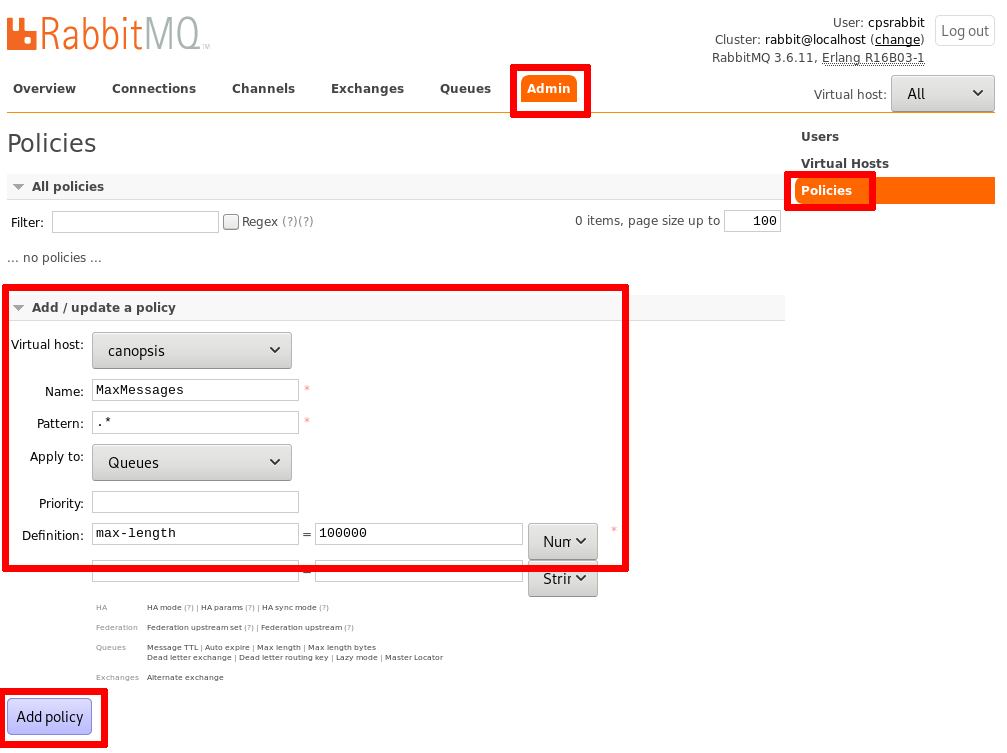 RabbitMQ TM
User: cpsrabbit
Log out
Cluster: rabbit@localhost (change)
RabbitMQ 3.6.11, Erlang R16B03-1
Overview Connections Channels Exchanges Queues Admin
Virtual host: All
Policies
Users
Virtual Hosts
Policies
All policies
Filter: Regex (?)(?) 0 items, page size up to 100
... no policies ...
Add / update a policy
Virtual host: canopsis
Name: MaxMessages *
Pattern: .* *
Apply to: Queues
Priority:
Definition: max-length = 100000 Num *
= Strin
HA HA mode (?) | HA params (?) | HA sync mode (?)
Federation Federation upstream set (?) | Federation upstream (?)
Queues Message TTL | Auto expire | Max length | Max length bytes
Dead letter exchange | Dead letter routing key | Lazy mode | Master Locator
Exchanges Alternate exchange
Add policy